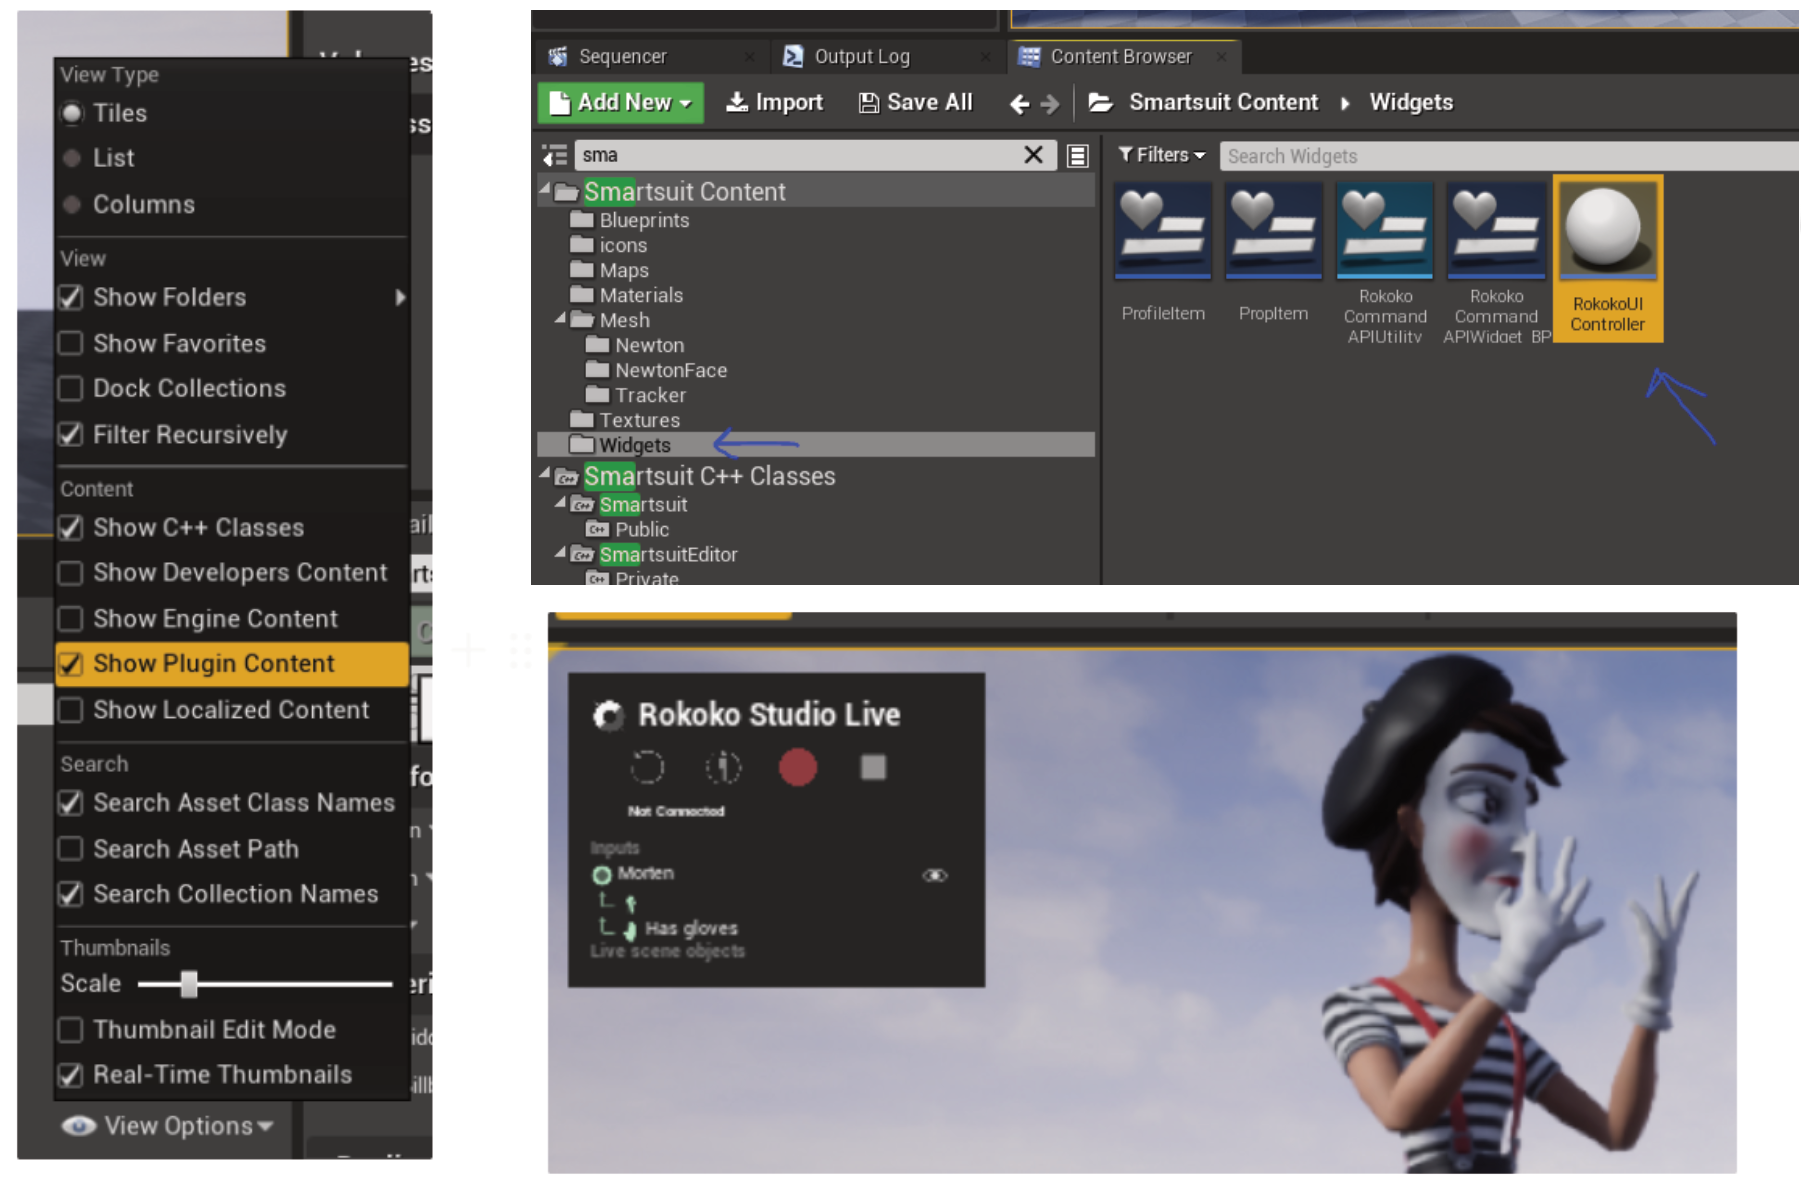 View Type
Tiles
List
Columns
View
Show Folders
Show Favorites
Dock Collections
Filter Recursively
Content
Show C++ Classes
Show Developers Content
Show Engine Content
Show Plugin Content
Show Localized Content
Search
Search Asset Class Names
Search Asset Path
Search Collection Names
Thumbnails
Scale
Thumbnail Edit Mode
Real-Time Thumbnails
View Options
Sequencer
Output Log
Content Browser
Add New
Import
Save All
Smartsuit Content
Widgets
sma
Filters
Search Widgets
Smartsuit Content
Blueprints
icons
Maps
Materials
Mesh
Newton
NewtonFace
Tracker
Textures
Widgets
Smartsuit C++ Classes
Smartsuit
Public
SmartsuitEditor
Private
ProfileItem
PropItem
Rokoko
Command
APIUtility
Rokoko
Command
APIWidget_BP
RokokoUI
Controller
Rokoko Studio Live
Not Connected
Inputs
Morten
Has gloves
Live scene objects